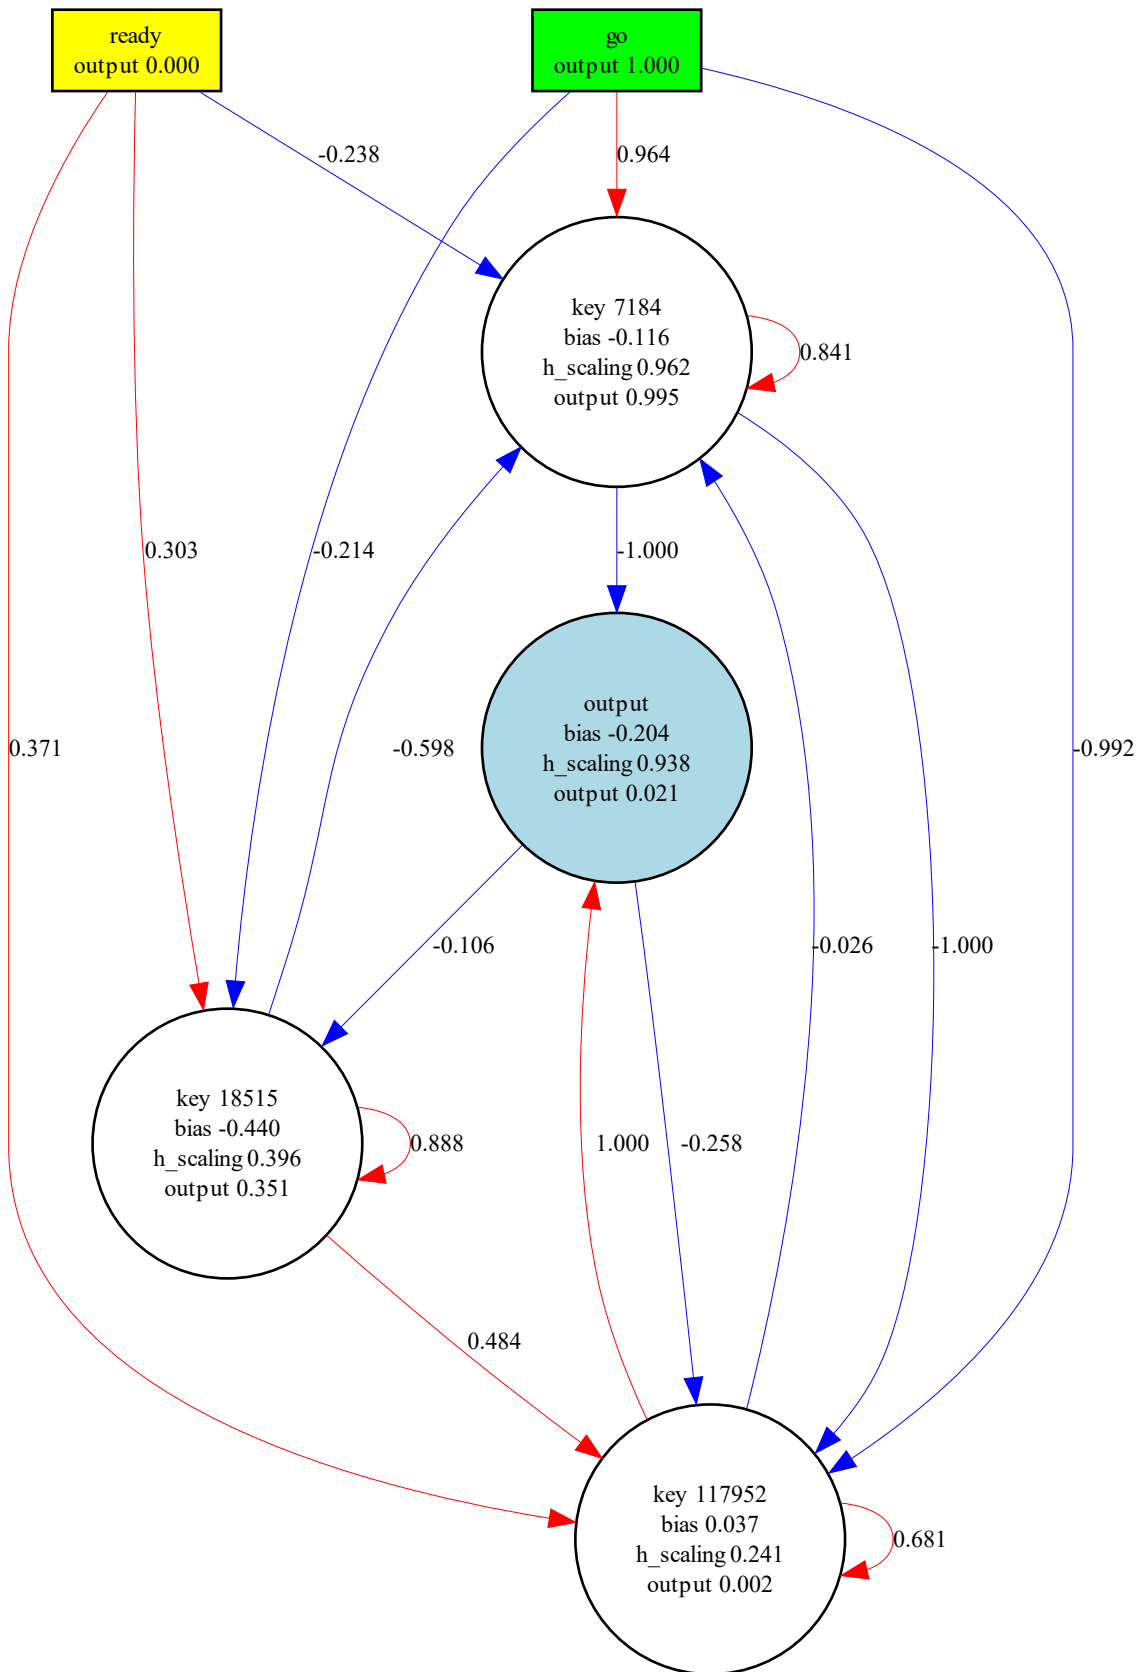 ready
output 0.000
go
output 1.000
-0.238
0.964
key 7184
bias -0.116
h_scaling 0.962
output 0.995
0.841
0.303
-0.214
-1.000
output
bias -0.204
h_scaling 0.938
output 0.021
0.371
-0.598
-0.992
-0.106
-0.026
-1.000
key 18515
bias -0.440
h_scaling 0.396
output 0.351
0.888
1.000
-0.258
0.484
key 117952
bias 0.037
h_scaling 0.241
output 0.002
0.681